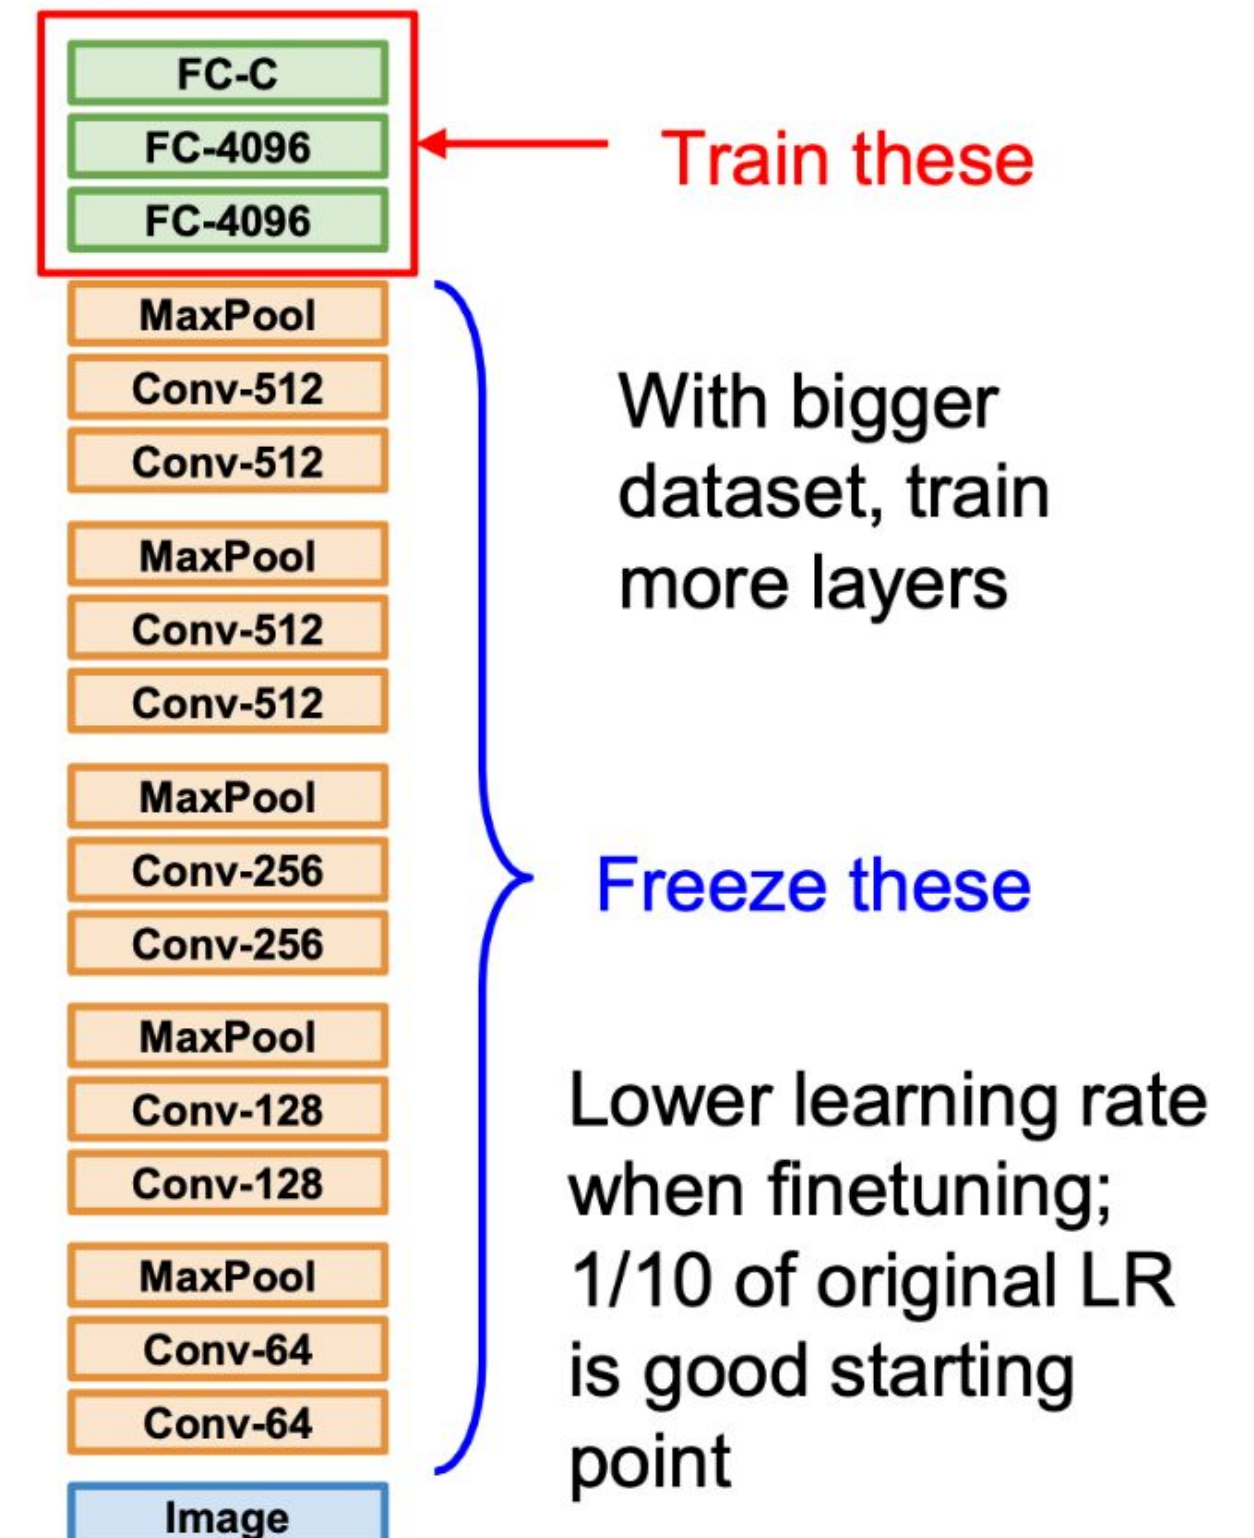 FC-C
FC-4096
FC-4096
Train these
MaxPool
Conv-512
Conv-512
MaxPool
Conv-512
Conv-512
MaxPool
Conv-256
Conv-256
MaxPool
Conv-128
Conv-128
MaxPool
Conv-64
Conv-64
Image
With bigger
dataset, train
more layers
Freeze these
Lower learning rate
when finetuning;
1/10 of original LR
is good starting
point